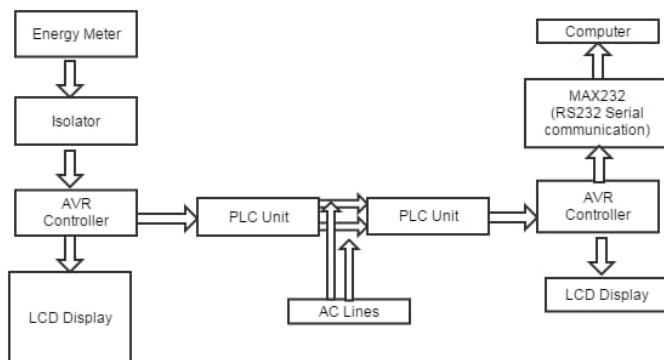 Energy Meter
Isolator
AVR
Controller
LCD Display
PLC Unit
AC Lines
PLC Unit
Computer
MAX232
(RS232 Serial
communication)
AVR
Controller
LCD Display